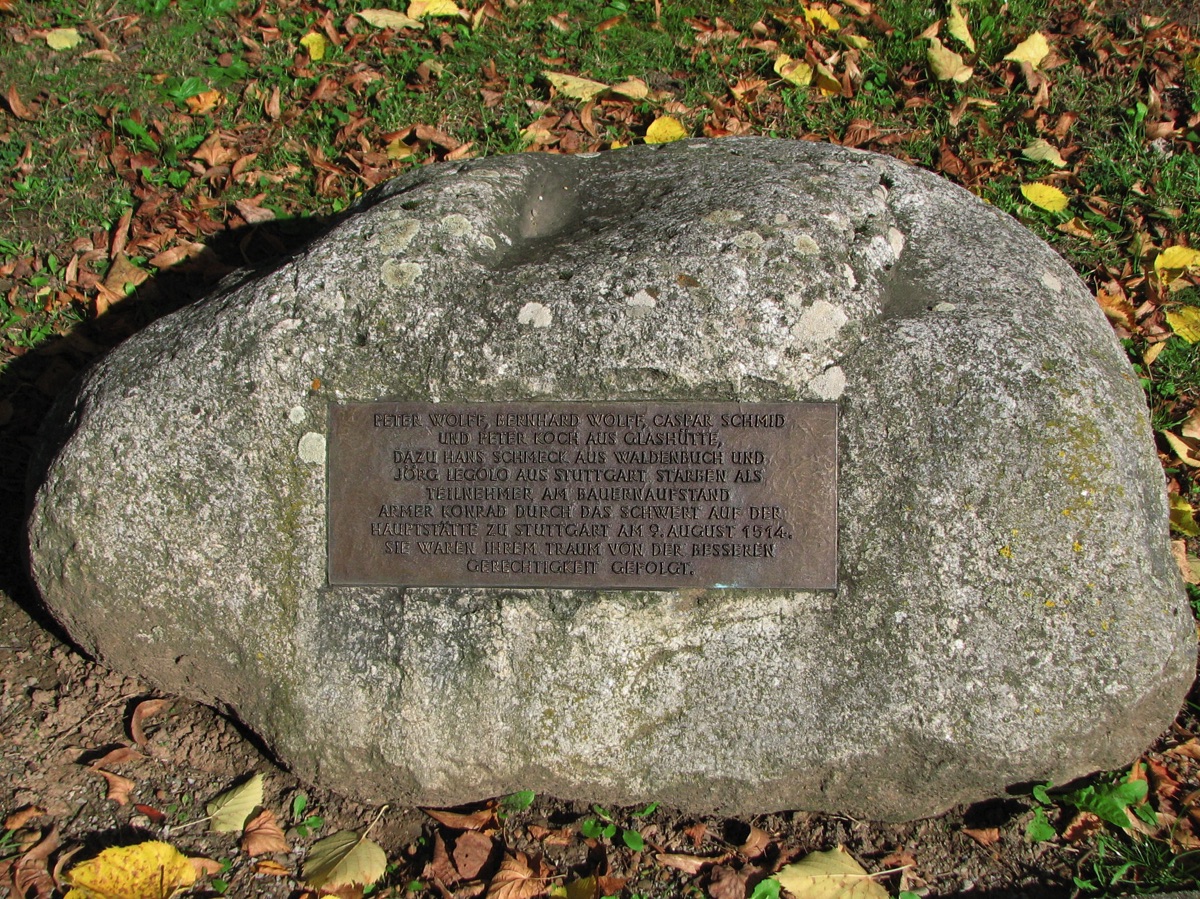 PETER WOLFF, BERNHARD WOLFF, CASPAR SCHMID
UND PETER KOCH AUS GLASHÜTTE,
DAZU HANS SCHMECK AUS WALDENBUCH UND
JÖRG LEGOLO AUS STUTTGART, STARBEN ALS
TEILNEHMER AM BAUERNAUFSTAND
ARMER KONRAD DURCH DAS SCHWERT AUF DER
HAUPTSTÄTTE ZU STUTTGART AM 9. AUGUST 1514.
SIE WAREN IHREM TRAUM VON DER BESSEREN
GERECHTIGKEIT GEFOLGT.